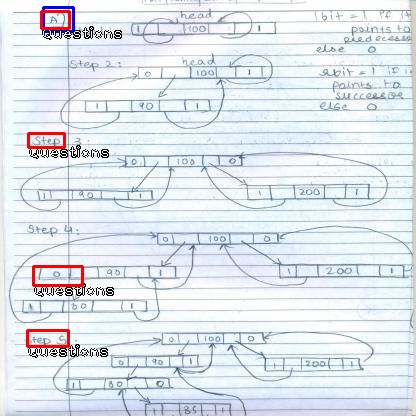 A)
head
100
1
Questions
lbit = 1 if it
points to
predecessor
else 0
Step 2:
head
0 100 1
1 90 1
rbit = 1 if it
points to
successor
else 0
Step 3:
Questions
0 100 0
1 90 1
1 200 1
Step 4:
0 100 0
0 90 1
1 200 1
Questions
1 80 1
Step 5
Questions
0 100 0
0 90 1
1 200 1
1 80 0
1 85 1